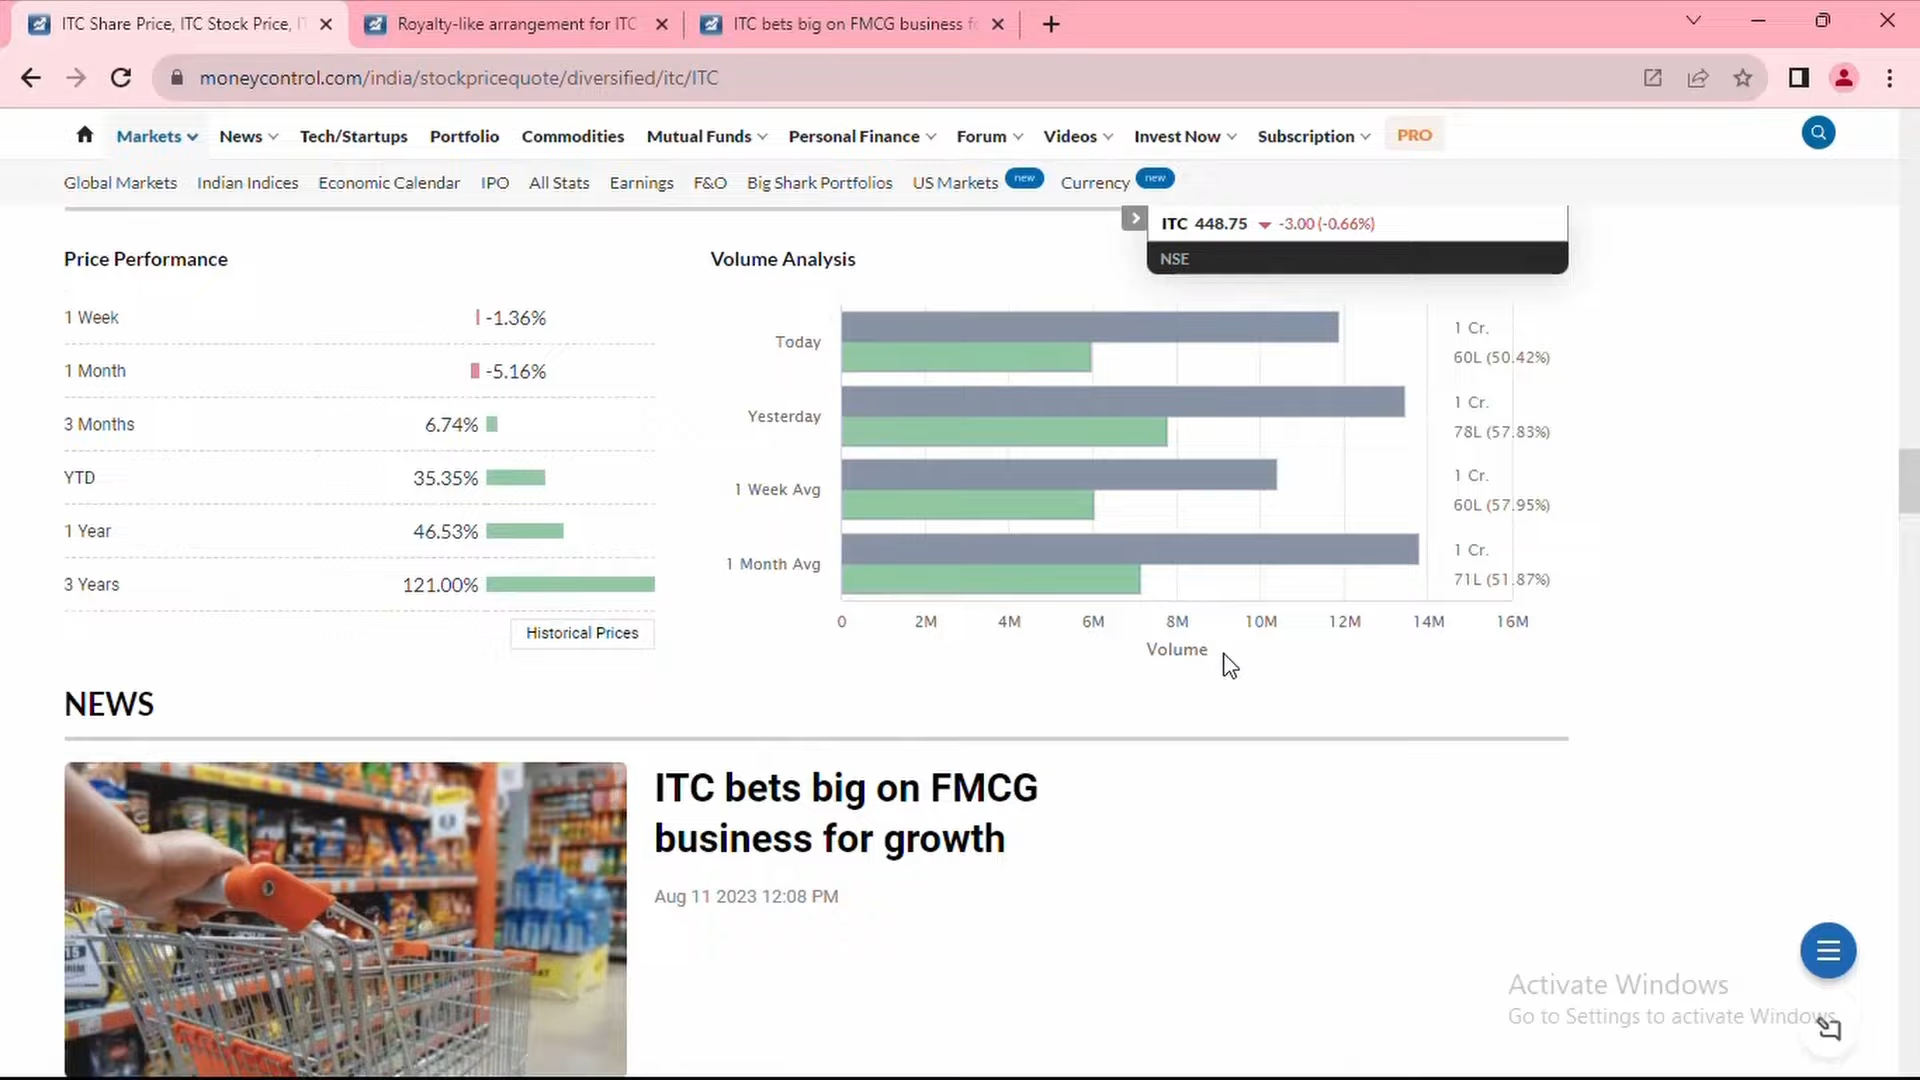 ITC Share Price, ITC Stock Price, I
Royalty-like arrangement for ITC
ITC bets big on FMCG business f
moneycontrol.com/india/stockpricequote/diversified/itc/ITC
Markets News Tech/Startups Portfolio Commodities Mutual Funds Personal Finance Forum Videos Invest Now Subscription PRO
Global Markets Indian Indices Economic Calendar IPO All Stats Earnings F&O Big Shark Portfolios US Markets new Currency new
ITC 448.75 -3.00 (-0.66%)
NSE
Price Performance
1 Week -1.36%
1 Month -5.16%
3 Months 6.74%
YTD 35.35%
1 Year 46.53%
3 Years 121.00%
Historical Prices
Volume Analysis
Today
1 Cr.
60L (50.42%)
Yesterday
1 Cr.
78L (57.83%)
1 Week Avg
1 Cr.
60L (57.95%)
1 Month Avg
1 Cr.
71L (51.87%)
0 2M 4M 6M 8M 10M 12M 14M 16M
Volume
NEWS
ITC bets big on FMCG
business for growth
Aug 11 2023 12:08 PM
Activate Windows
Go to Settings to activate Windows.